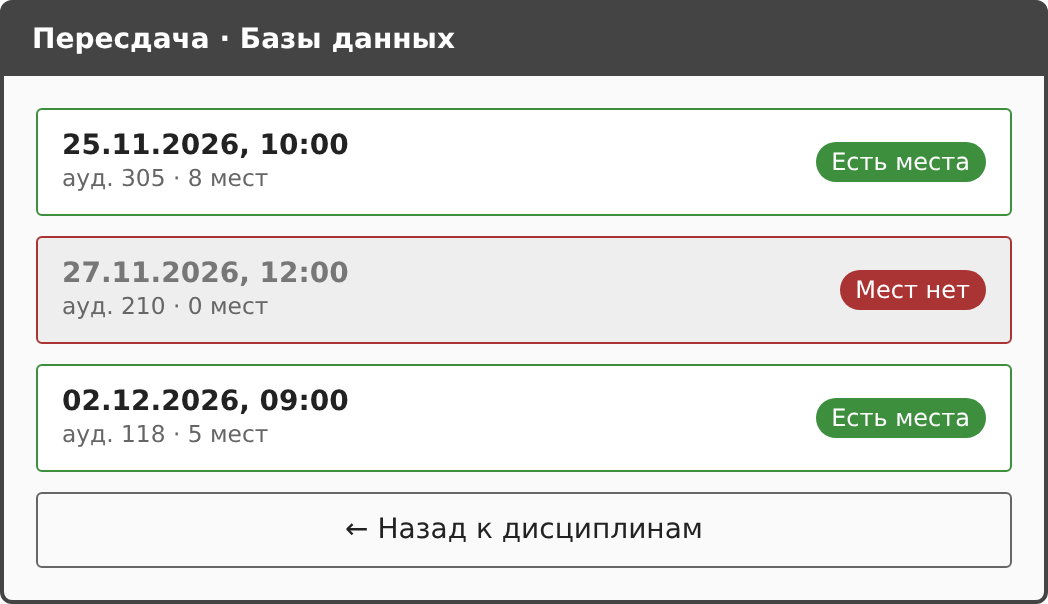 Пересдача · Базы данных
25.11.2026, 10:00
ауд. 305 · 8 мест
Есть места
27.11.2026, 12:00
ауд. 210 · 0 мест
Мест нет
02.12.2026, 09:00
ауд. 118 · 5 мест
Есть места
← Назад к дисциплинам